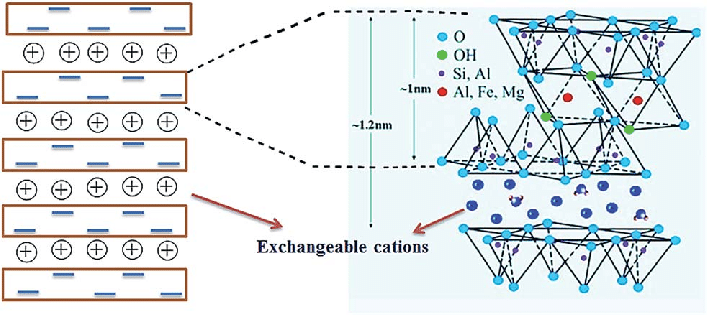 O
OH
Si, Al
Al, Fe, Mg
~1nm
~1.2nm
Exchangeable cations